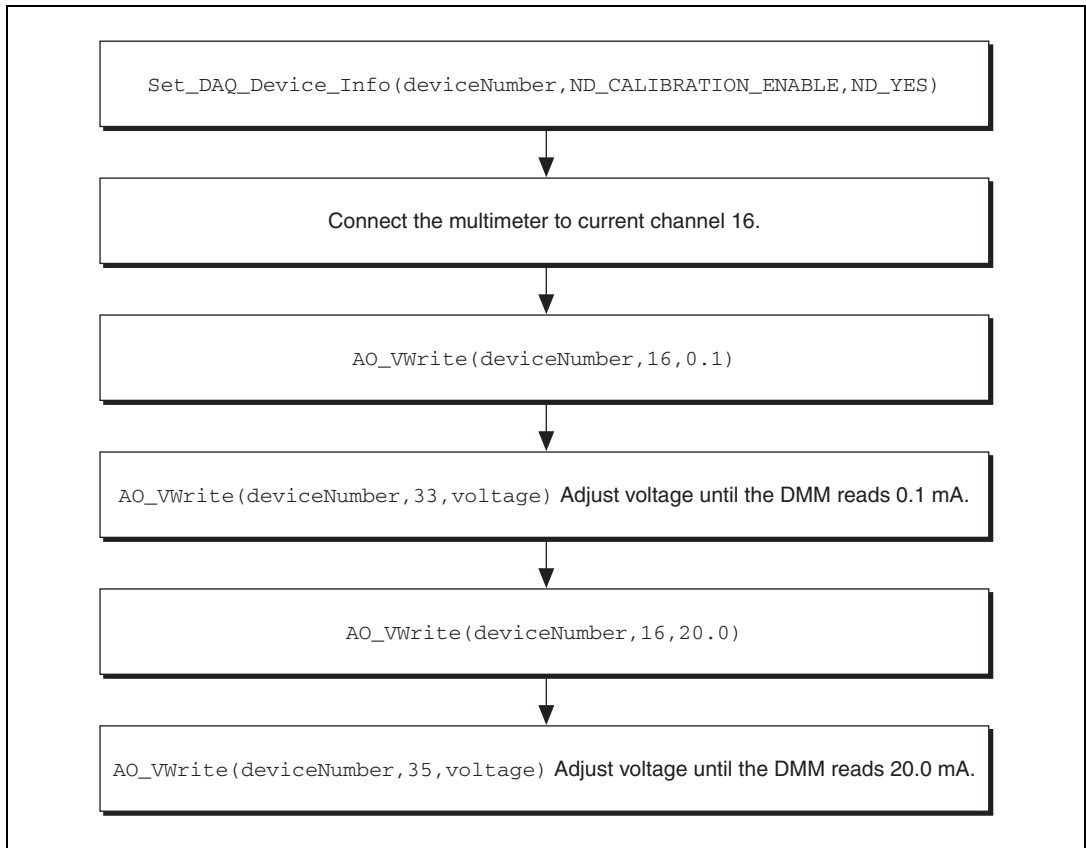 Set_DAQ_Device_Info(deviceNumber,ND_CALIBRATION_ENABLE,ND_YES)
Connect the multimeter to current channel 16.
AO_VWrite(deviceNumber,16,0.1)
AO_VWrite(deviceNumber,33,voltage) Adjust voltage until the DMM reads 0.1 mA.
AO_VWrite(deviceNumber,16,20.0)
AO_VWrite(deviceNumber,35,voltage) Adjust voltage until the DMM reads 20.0 mA.